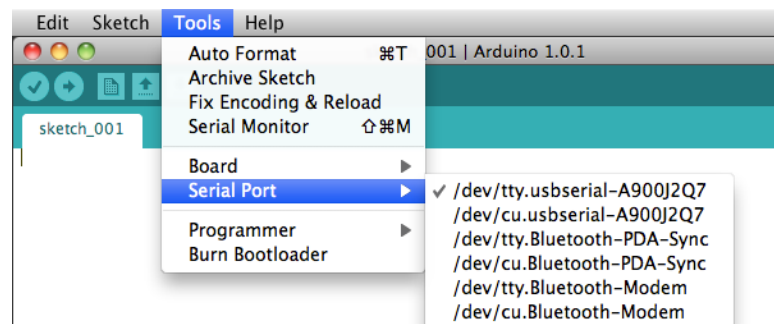 Edit Sketch Tools Help
001 | Arduino 1.0.1
sketch_001
Auto Format ⌘T
Archive Sketch
Fix Encoding & Reload
Serial Monitor ⇧⌘M
Board
Serial Port
Programmer
Burn Bootloader
/dev/tty.usbserial-A900J2Q7
/dev/cu.usbserial-A900J2Q7
/dev/tty.Bluetooth-PDA-Sync
/dev/cu.Bluetooth-PDA-Sync
/dev/tty.Bluetooth-Modem
/dev/cu.Bluetooth-Modem